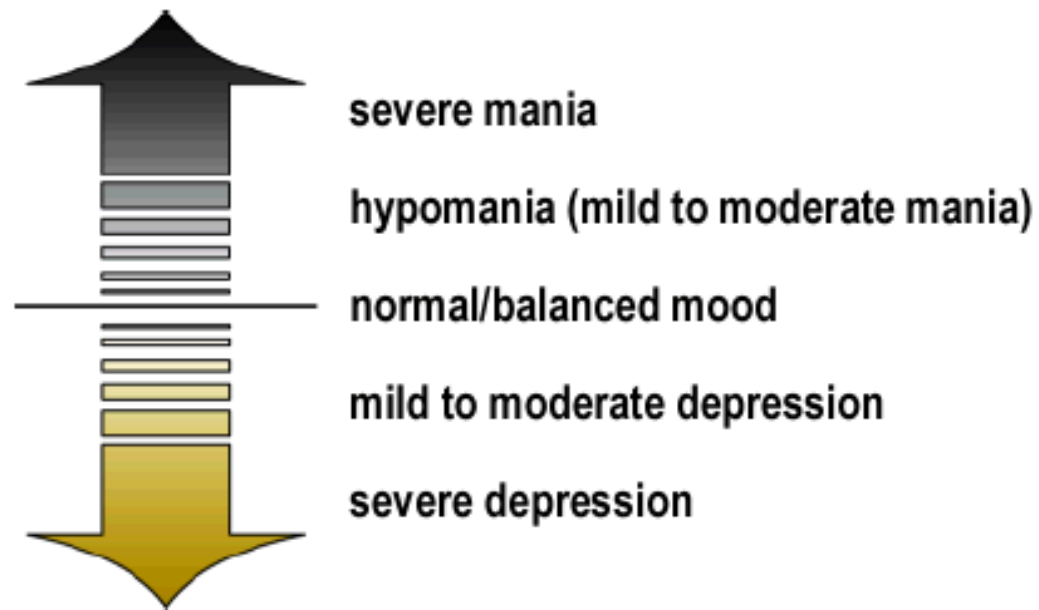 severe mania
hypomania (mild to moderate mania)
normal/balanced mood
mild to moderate depression
severe depression